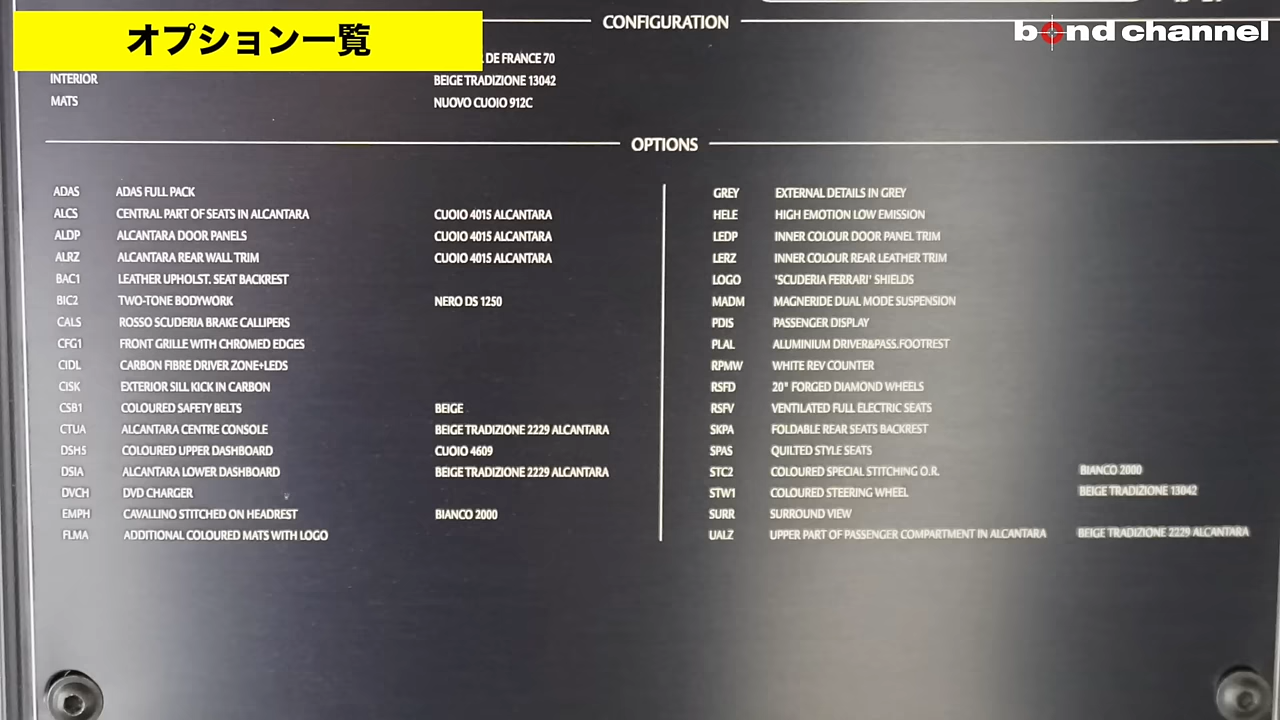 オプション一覧
bond channel
CONFIGURATION
DE FRANCE 70
INTERIOR BEIGE TRADIZIONE 13042
MATS NUOVO CUOIO 912C
OPTIONS
ADAS ADAS FULL PACK
ALCS CENTRAL PART OF SEATS IN ALCANTARA CUOIO 4015 ALCANTARA
ALDP ALCANTARA DOOR PANELS CUOIO 4015 ALCANTARA
ALRZ ALCANTARA REAR WALL TRIM CUOIO 4015 ALCANTARA
BAC1 LEATHER UPHOLST. SEAT BACKREST
BIC2 TWO-TONE BODYWORK NERO DS 1250
CALS ROSSO SCUDERIA BRAKE CALLIPERS
CFG1 FRONT GRILLE WITH CHROMED EDGES
CIDL CARBON FIBRE DRIVER ZONE+LEDS
CISK EXTERIOR SILL KICK IN CARBON
CSB1 COLOURED SAFETY BELTS BEIGE
CTUA ALCANTARA CENTRE CONSOLE BEIGE TRADIZIONE 2229 ALCANTARA
DSH5 COLOURED UPPER DASHBOARD CUOIO 4609
DSIA ALCANTARA LOWER DASHBOARD BEIGE TRADIZIONE 2229 ALCANTARA
DVCH DVD CHARGER
EMPH CAVALLINO STITCHED ON HEADREST BIANCO 2000
FLMA ADDITIONAL COLOURED MATS WITH LOGO
GREY EXTERNAL DETAILS IN GREY
HELE HIGH EMOTION LOW EMISSION
LEDP INNER COLOUR DOOR PANEL TRIM
LERZ INNER COLOUR REAR LEATHER TRIM
LOGO 'SCUDERIA FERRARI' SHIELDS
MADM MAGNERIDE DUAL MODE SUSPENSION
PDIS PASSENGER DISPLAY
PLAL ALUMINIUM DRIVER&PASS.FOOTREST
RPMW WHITE REV COUNTER
RSFD 20" FORGED DIAMOND WHEELS
RSFV VENTILATED FULL ELECTRIC SEATS
SKPA FOLDABLE REAR SEATS BACKREST
SPAS QUILTED STYLE SEATS
STC2 COLOURED SPECIAL STITCHING O.R. BIANCO 2000
STW1 COLOURED STEERING WHEEL BEIGE TRADIZIONE 13042
SURR SURROUND VIEW
UALZ UPPER PART OF PASSENGER COMPARTMENT IN ALCANTARA BEIGE TRADIZIONE 2229 ALCANTARA